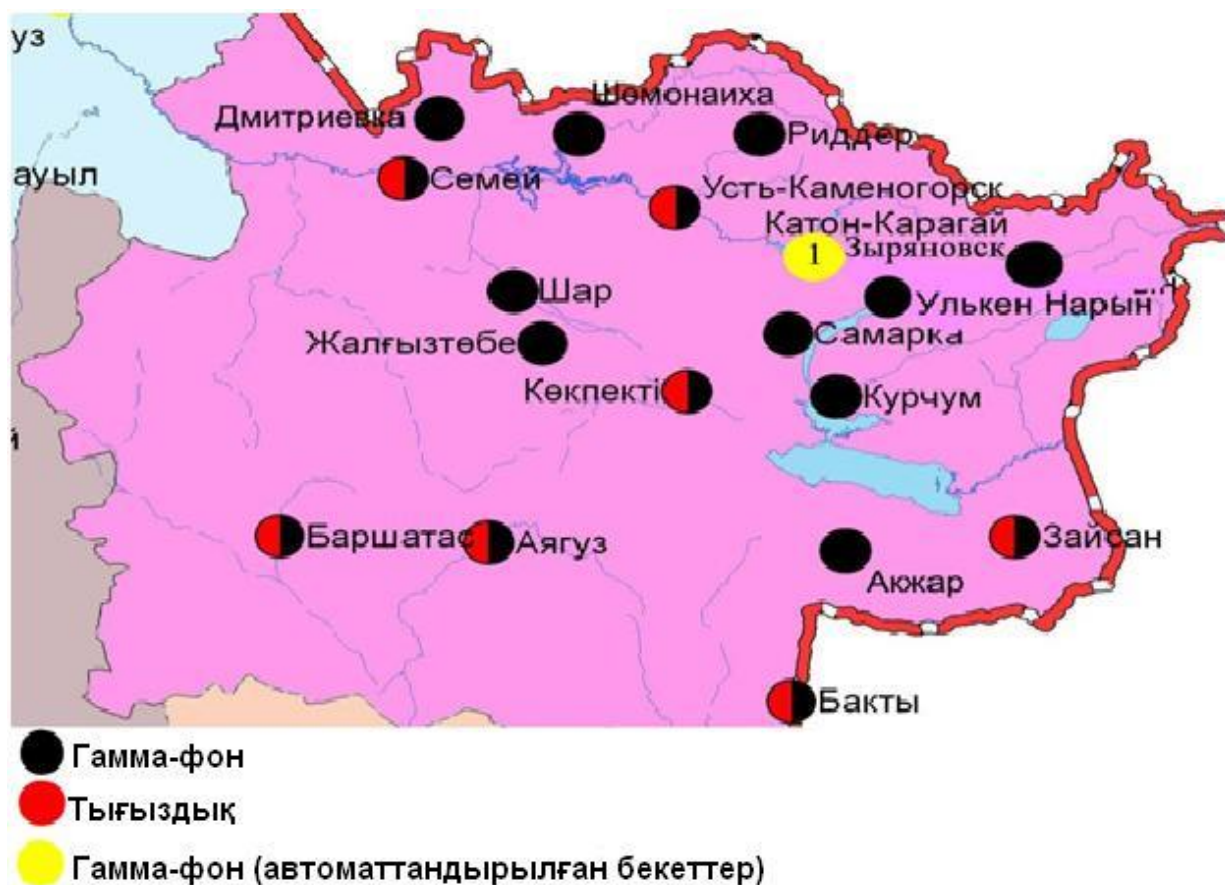 уз
Шемонаиха
Дмитриевка
Риддер
ауыл
Семей
Усть-Каменогорск
Катон-Карагай
1
Зыряновск
Шар
Улькен Нарын
Жалғызтөбе
Самарка
Көкпекті
Курчум
й
Баршатас
Аягуз
Зайсан
Акжар
Бакты
Гамма-фон
Тығыздық
Гамма-фон (автоматтандырылған бекеттер)